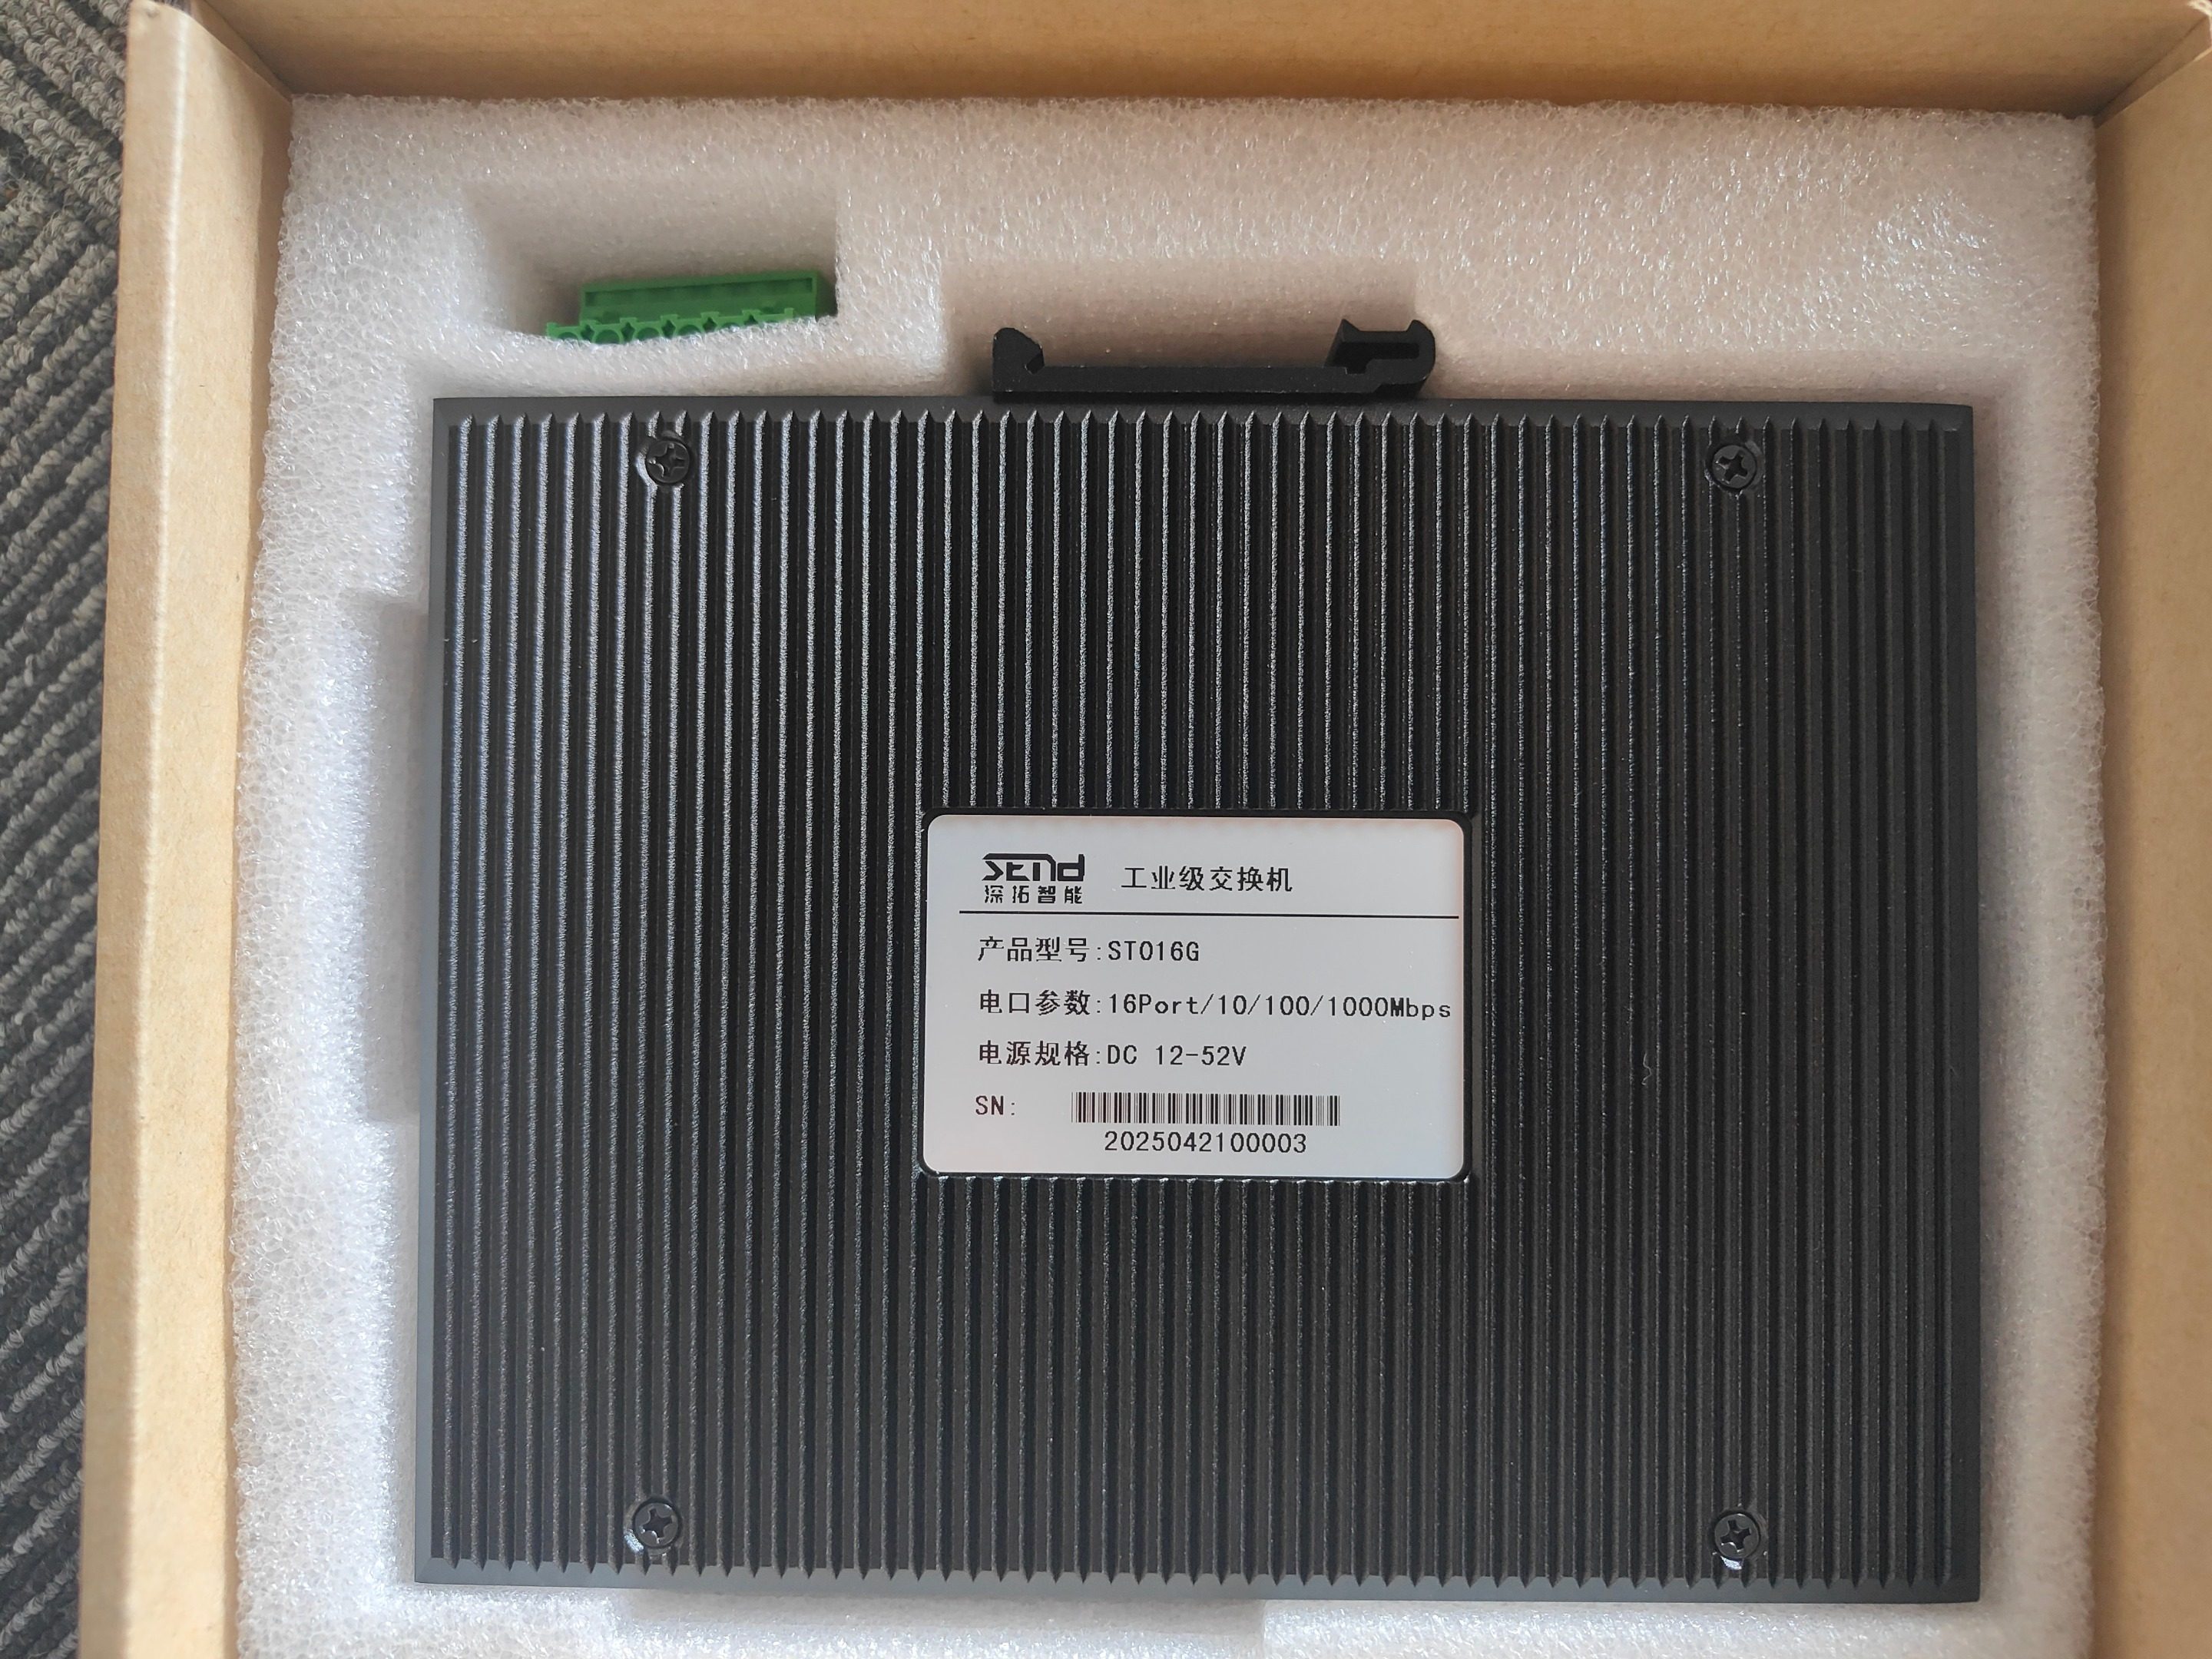 SEnd 工业级交换机
深拓智能
产品型号:ST016G
电口参数:16Port/10/100/1000Mbps
电源规格:DC 12-52V
SN:
2025042100003